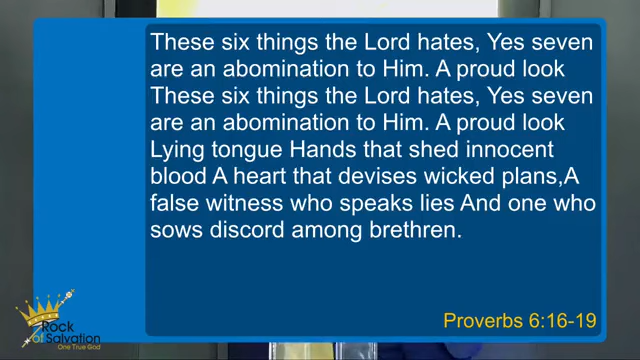 These six things the Lord hates, Yes seven
are an abomination to Him. A proud look
These six things the Lord hates, Yes seven
are an abomination to Him. A proud look
Lying tongue Hands that shed innocent
blood A heart that devises wicked plans,A
false witness who speaks lies And one who
sows discord among brethren.
Proverbs 6:16-19
Rock
of Salvation
One True God